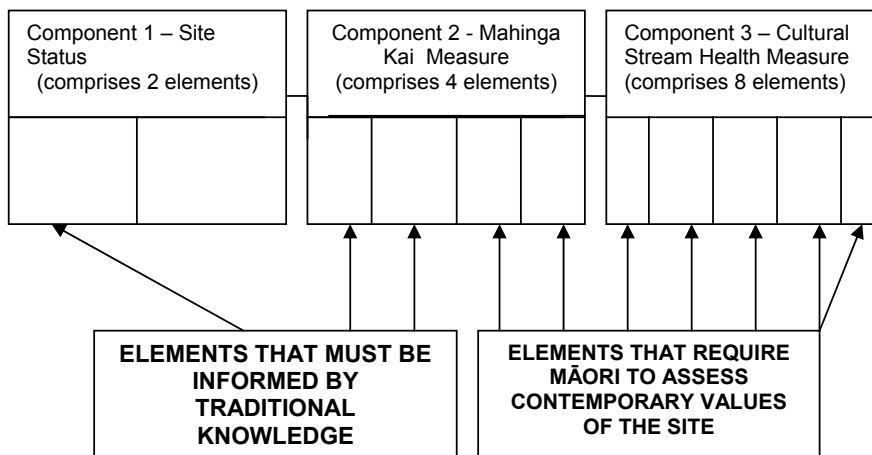 Component 1 – Site
Status
(comprises 2 elements)
Component 2 - Mahinga
Kai Measure
(comprises 4 elements)
Component 3 – Cultural
Stream Health Measure
(comprises 8 elements)
ELEMENTS THAT MUST BE
INFORMED BY
TRADITIONAL
KNOWLEDGE
ELEMENTS THAT REQUIRE
MĀORI TO ASSESS
CONTEMPORARY VALUES
OF THE SITE